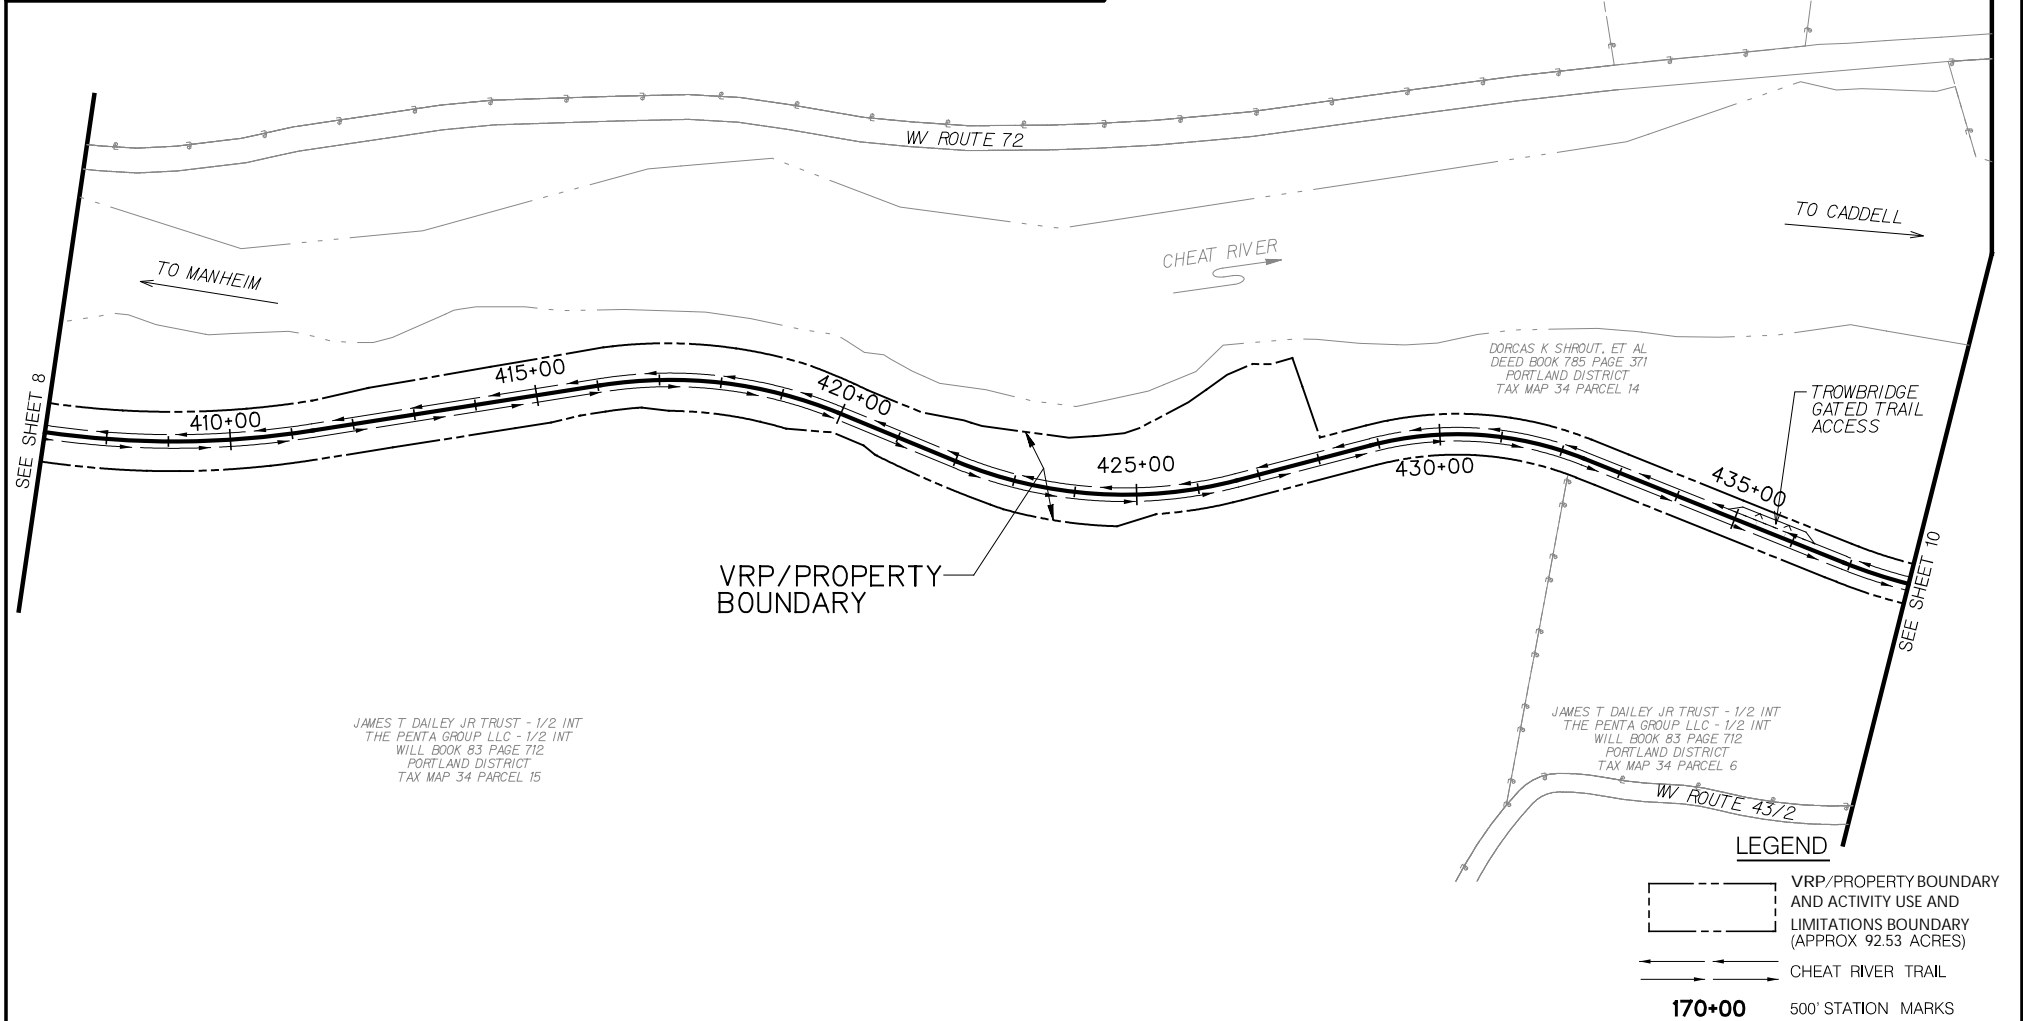 WV ROUTE 72
TO CADDELL
CHEAT RIVER
TO MANHEIM
SEE SHEET 8
410+00
415+00
420+00
425+00
430+00
435+00
DORCAS K SHROUT, ET AL
DEED BOOK 785 PAGE 371
PORTLAND DISTRICT
TAX MAP 34 PARCEL 14
TROWBRIDGE
GATED TRAIL
ACCESS
SEE SHEET 10
VRP/PROPERTY
BOUNDARY
JAMES T DAILEY JR TRUST - 1/2 INT
THE PENTA GROUP LLC - 1/2 INT
WILL BOOK 83 PAGE 712
PORTLAND DISTRICT
TAX MAP 34 PARCEL 15
JAMES T DAILEY JR TRUST - 1/2 INT
THE PENTA GROUP LLC - 1/2 INT
WILL BOOK 83 PAGE 712
PORTLAND DISTRICT
TAX MAP 34 PARCEL 6
WV ROUTE 43/2
LEGEND
VRP/PROPERTY BOUNDARY
AND ACTIVITY USE AND
LIMITATIONS BOUNDARY
(APPROX 92.53 ACRES)
CHEAT RIVER TRAIL
170+00 500' STATION MARKS